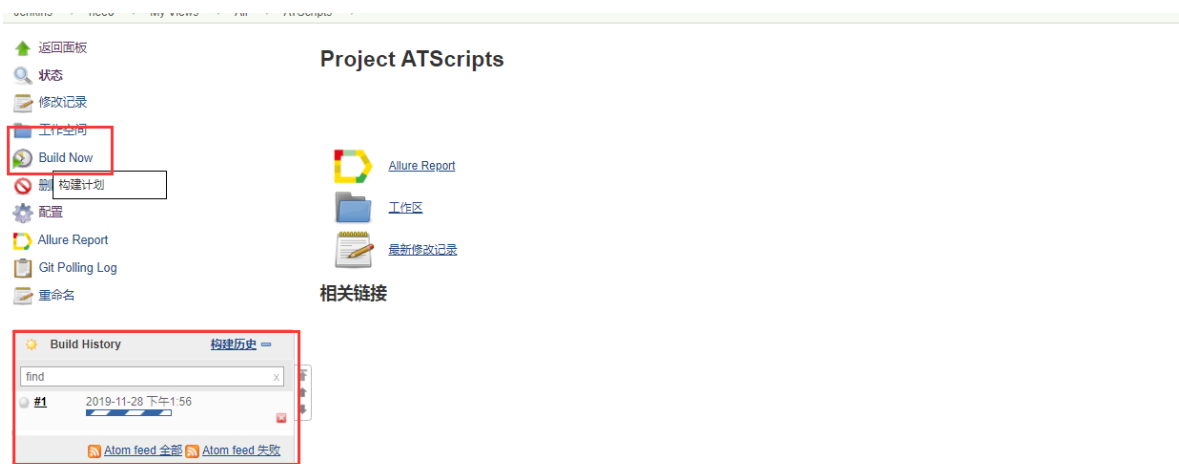 返回面板
状态
修改记录
工作空间
Build Now
构建计划
配置
Allure Report
Git Polling Log
重命名
Build History 构建历史
find x
#1 2019-11-28 下午1:56
Atom feed 全部 Atom feed 失败
Project ATScripts
Allure Report
工作区
最新修改记录
相关链接